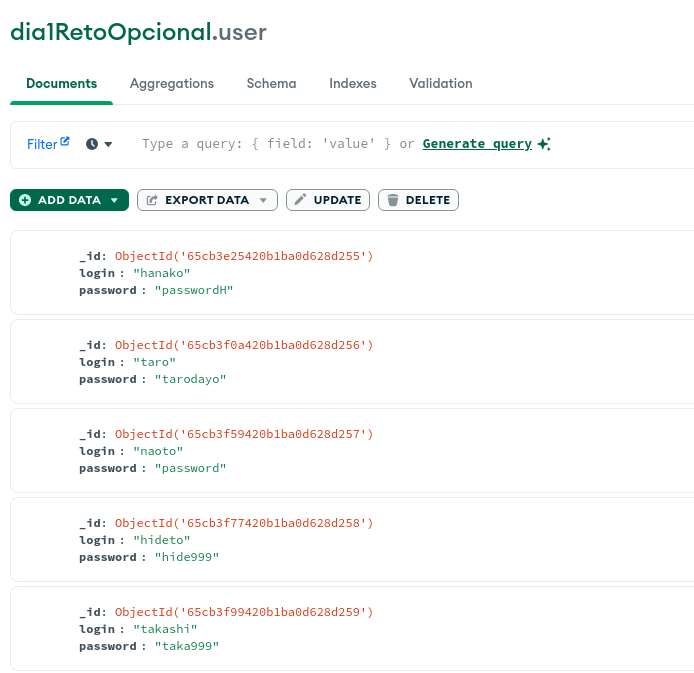 dia1RetoOpcional.user
Documents Aggregations Schema Indexes Validation
Filter Type a query: { field: 'value' } or Generate query
ADD DATA EXPORT DATA UPDATE DELETE
_id: ObjectId('65cb3e25420b1ba0d628d255')
login : "hanako"
password : "passwordH"
_id: ObjectId('65cb3f0a420b1ba0d628d256')
login : "taro"
password : "tarodayo"
_id: ObjectId('65cb3f59420b1ba0d628d257')
login : "naoto"
password : "password"
_id: ObjectId('65cb3f77420b1ba0d628d258')
login : "hideto"
password : "hide999"
_id: ObjectId('65cb3f99420b1ba0d628d259')
login : "takashi"
password : "taka999"